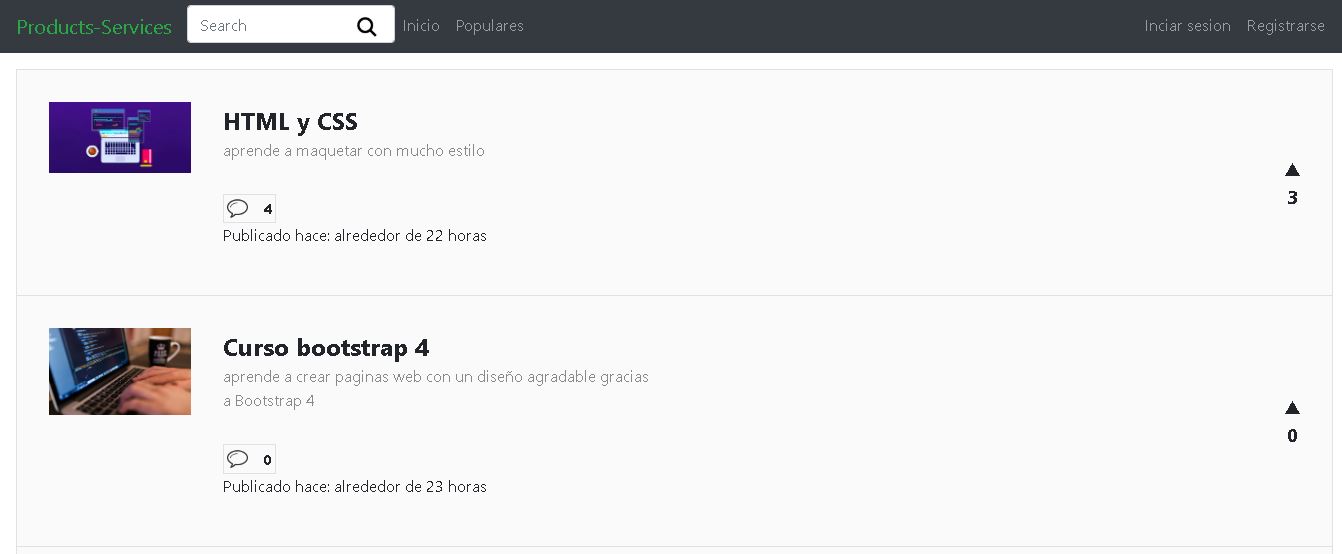 Products-Services Search Inicio Populares Inciar sesion Registrarse
HTML y CSS
aprende a maquetar con mucho estilo
▲
3
4
Publicado hace: alrededor de 22 horas
Curso bootstrap 4
aprende a crear paginas web con un diseño agradable gracias
a Bootstrap 4
▲
0
0
Publicado hace: alrededor de 23 horas